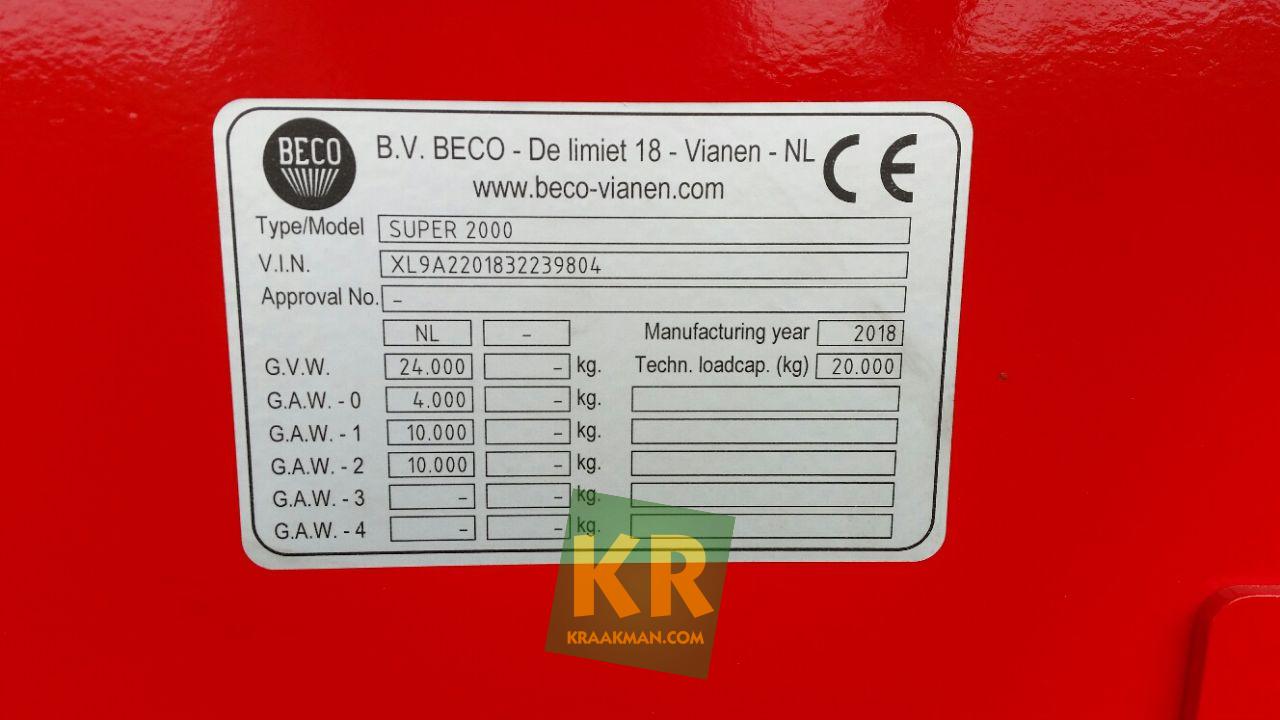 BECO
B.V. BECO - De limiet 18 - Vianen - NL CE
www.beco-vianen.com
Type/Model SUPER 2000
V.I.N. XL9A2201832239804
Approval No. -
NL - Manufacturing year 2018
G.V.W. 24.000 - kg. Techn. loadcap. (kg) 20.000
G.A.W. - 0 4.000 - kg.
G.A.W. - 1 10.000 - kg.
G.A.W. - 2 10.000 - kg.
G.A.W. - 3 - - kg.
G.A.W. - 4 - - kg.
KR
KRAAKMAN.COM